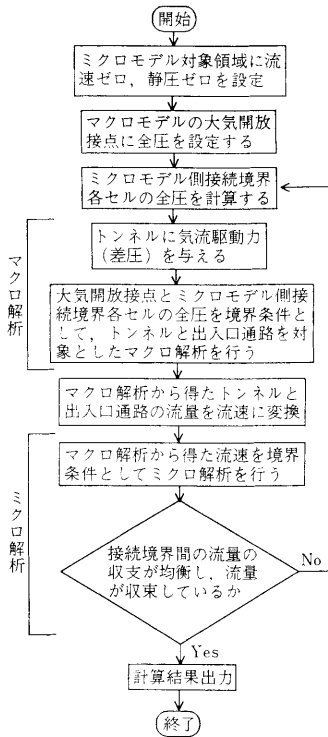 開始
ミクロモデル対象領域に流
速ゼロ，静圧ゼロを設定
マクロモデルの大気開放
接点に全圧を設定する
ミクロモデル側接続境界
各セルの全圧を計算する
マクロ解析
トンネルに気流駆動力
(差圧)を与える
大気開放接点とミクロモデル側接
続境界各セルの全圧を境界条件と
して，トンネルと出入口通路を対
象としたマクロ解析を行う
マクロ解析から得たトンネルと
出入口通路の流量を流速に変換
ミクロ解析
マクロ解析から得た流速を境界
条件としてミクロ解析を行う
接続境界間の流量の
収支が均衡し，流量
が収束しているか
No
Yes
計算結果出力
終了